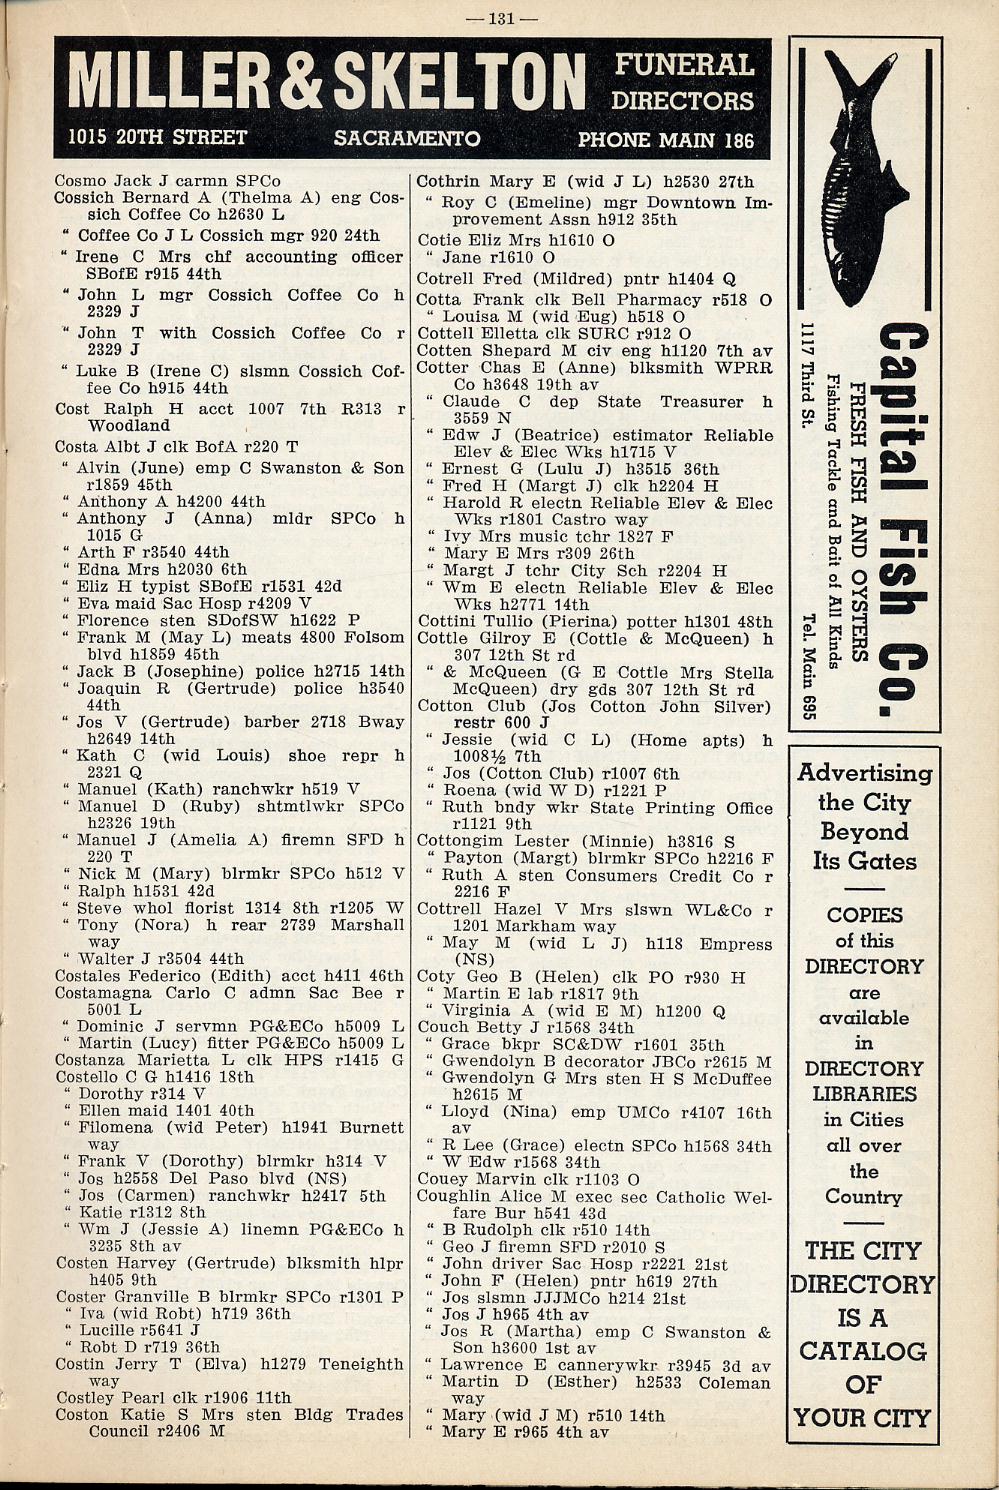 — 131 —
MILLER & SKELTON FUNERAL
DIRECTORS
1015 20TH STREET SACRAMENTO PHONE MAIN 186
Cosmo Jack J carmn SPCo
Cossich Bernard A (Thelma A) eng Cos-
sich Coffee Co h2630 L
" Coffee Co J L Cossich mgr 920 24th
" Irene C Mrs chf accounting officer
SBofE r915 44th
" John L mgr Cossich Coffee Co h
2329 J
" John T with Cossich Coffee Co r
2329 J
" Luke B (Irene C) slsmn Cossich Cof-
fee Co h915 44th
Cost Ralph H acct 1007 7th R313 r
Woodland
Costa Albt J clk BofA r220 T
" Alvin (June) emp C Swanston & Son
r1859 45th
" Anthony A h4200 44th
" Anthony J (Anna) mldr SPCo h
1015 G
" Arth F r3540 44th
" Edna Mrs h2030 6th
" Eliz H typist SBofE r1531 42d
" Eva maid Sac Hosp r4209 V
" Florence sten SDofSW h1622 P
" Frank M (May L) meats 4800 Folsom
blvd h1859 45th
" Jack B (Josephine) police h2715 14th
" Joaquin R (Gertrude) police h3540
44th
" Jos V (Gertrude) barber 2718 Bway
h2649 14th
" Kath C (wid Louis) shoe repr h
2321 Q
" Manuel (Kath) ranchwkr h519 V
" Manuel D (Ruby) shtmtlwkr SPCo
h2326 19th
" Manuel J (Amelia A) firemn SFD h
220 T
" Nick M (Mary) blrmkr SPCo h512 V
" Ralph h1531 42d
" Steve whol florist 1314 8th r1205 W
" Tony (Nora) h rear 2739 Marshall
way
" Walter J r3504 44th
Costales Federico (Edith) acct h411 46th
Costamagna Carlo C admn Sac Bee r
5001 L
" Dominic J servmn PG&ECo h5009 L
" Martin (Lucy) fitter PG&ECo h5009 L
Costanza Marietta L clk HPS r1415 G
Costello C G h1416 18th
" Dorothy r314 V
" Ellen maid 1401 40th
" Filomena (wid Peter) h1941 Burnett
way
" Frank V (Dorothy) blrmkr h314 V
" Jos h2558 Del Paso blvd (NS)
" Jos (Carmen) ranchwkr h2417 5th
" Katie r1312 8th
" Wm J (Jessie A) linemn PG&ECo h
3235 8th av
Costen Harvey (Gertrude) blksmith hlpr
h405 9th
Coster Granville B blrmkr SPCo r1301 P
" Iva (wid Robt) h719 36th
" Lucille r5641 J
" Robt D r719 36th
Costin Jerry T (Elva) h1279 Teneighth
way
Costley Pearl clk r1906 11th
Coston Katie S Mrs sten Bldg Trades
Council r2406 M
Cothrin Mary E (wid J L) h2530 27th
" Roy C (Emeline) mgr Downtown Im-
provement Assn h912 35th
Cotie Eliz Mrs h1610 O
" Jane r1610 O
Cotrell Fred (Mildred) pntr h1404 Q
Cotta Frank clk Bell Pharmacy r518 O
" Louisa M (wid Eug) h518 O
Cottell Elletta clk SURC r912 O
Cotten Shepard M civ eng h1120 7th av
Cotter Chas E (Anne) blksmith WPRR
Co h3648 19th av
" Claude C dep State Treasurer h
3559 N
" Edw J (Beatrice) estimator Reliable
Elev & Elec Wks h1715 V
" Ernest G (Lulu J) h3515 36th
" Fred H (Margt J) clk h2204 H
" Harold R electn Reliable Elev & Elec
Wks r1801 Castro way
" Ivy Mrs music tchr 1827 F
" Mary E Mrs r309 26th
" Margt J tchr City Sch r2204 H
" Wm E electn Reliable Elev & Elec
Wks h2771 14th
Cottini Tullio (Pierina) potter h1301 48th
Cottle Gilroy E (Cottle & McQueen) h
307 12th St rd
" & McQueen (G E Cottle Mrs Stella
McQueen) dry gds 307 12th St rd
Cotton Club (Jos Cotton John Silver)
restr 600 J
" Jessie (wid C L) (Home apts) h
1008½ 7th
" Jos (Cotton Club) r1007 6th
" Roena (wid W D) r1221 P
" Ruth bndy wkr State Printing Office
r1121 9th
Cottongim Lester (Minnie) h3816 S
" Payton (Margt) blrmkr SPCo h2216 F
" Ruth A sten Consumers Credit Co r
2216 F
Cottrell Hazel V Mrs slswn WL&Co r
1201 Markham way
" May M (wid L J) h118 Empress
(NS)
Coty Geo B (Helen) clk PO r930 H
" Martin E lab r1817 9th
" Virginia A (wid E M) h1200 Q
Couch Betty J r1568 34th
" Grace bkpr SC&DW r1601 35th
" Gwendolyn B decorator JBCo r2615 M
" Gwendolyn G Mrs sten H S McDuffee
h2615 M
" Lloyd (Nina) emp UMCo r4107 16th
av
" R Lee (Grace) electn SPCo h1568 34th
" W Edw r1568 34th
Couey Marvin clk r1103 O
Coughlin Alice M exec sec Catholic Wel-
fare Bur h541 43d
" B Rudolph clk r510 14th
" Geo J firemn SFD r2010 S
" John driver Sac Hosp r2221 21st
" John F (Helen) pntr h619 27th
" Jos slsmn JJJMCo h214 21st
" Jos J h965 4th av
" Jos R (Martha) emp C Swanston &
Son h3600 1st av
" Lawrence E cannerywkr r3945 3d av
" Martin D (Esther) h2533 Coleman
way
" Mary (wid J M) r510 14th
" Mary E r965 4th av
Capital Fish Co.
FRESH FISH AND OYSTERS
Fishing Tackle and Bait of All Kinds
1117 Third St. Tel. Main 695
Advertising
the City
Beyond
Its Gates
COPIES
of this
DIRECTORY
are
available
in
DIRECTORY
LIBRARIES
in Cities
all over
the
Country
THE CITY
DIRECTORY
IS A
CATALOG
OF
YOUR CITY